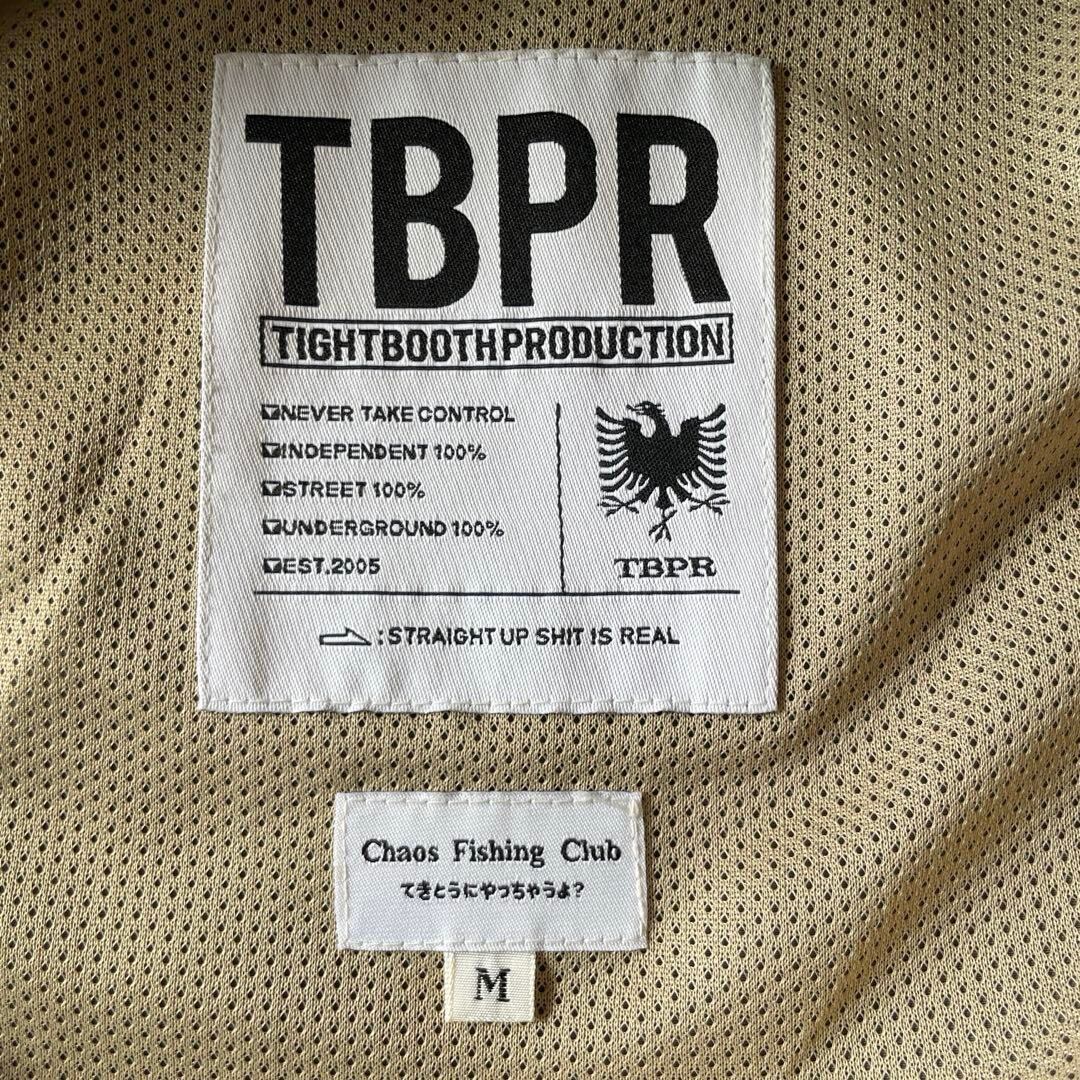 TBPR
TIGHTBOOTHPRODUCTION
NEVER TAKE CONTROL
INDEPENDENT 100%
STREET 100%
UNDERGROUND 100%
EST.2005
TBPR
:STRAIGHT UP SHIT IS REAL
Chaos Fishing Club
てきとうにやっちゃうよ?
M